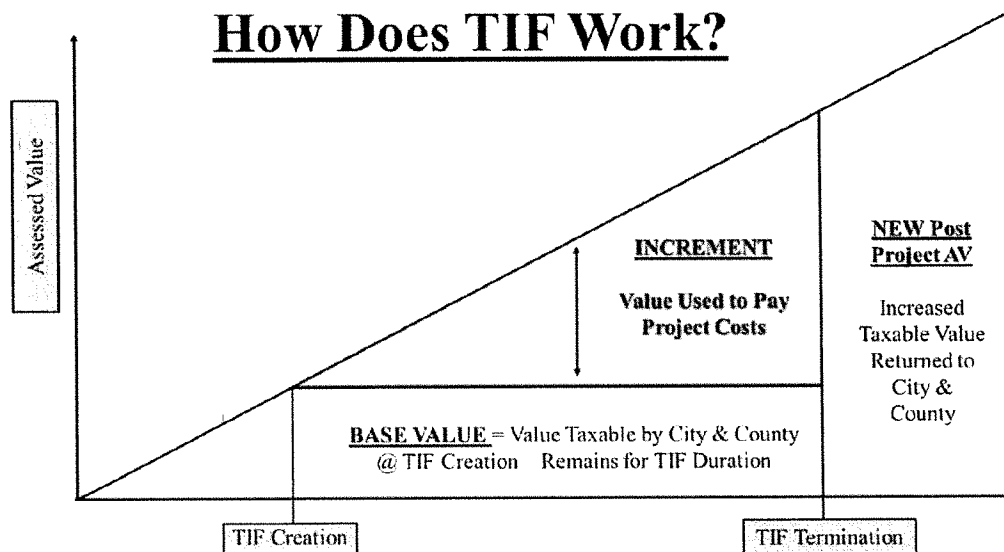 How Does TIF Work?
Assessed Value
INCREMENT
Value Used to Pay
Project Costs
NEW Post
Project AV
Increased
Taxable Value
Returned to
City &
County
BASE VALUE = Value Taxable by City & County
@ TIF Creation Remains for TIF Duration
TIF Creation
TIF Termination